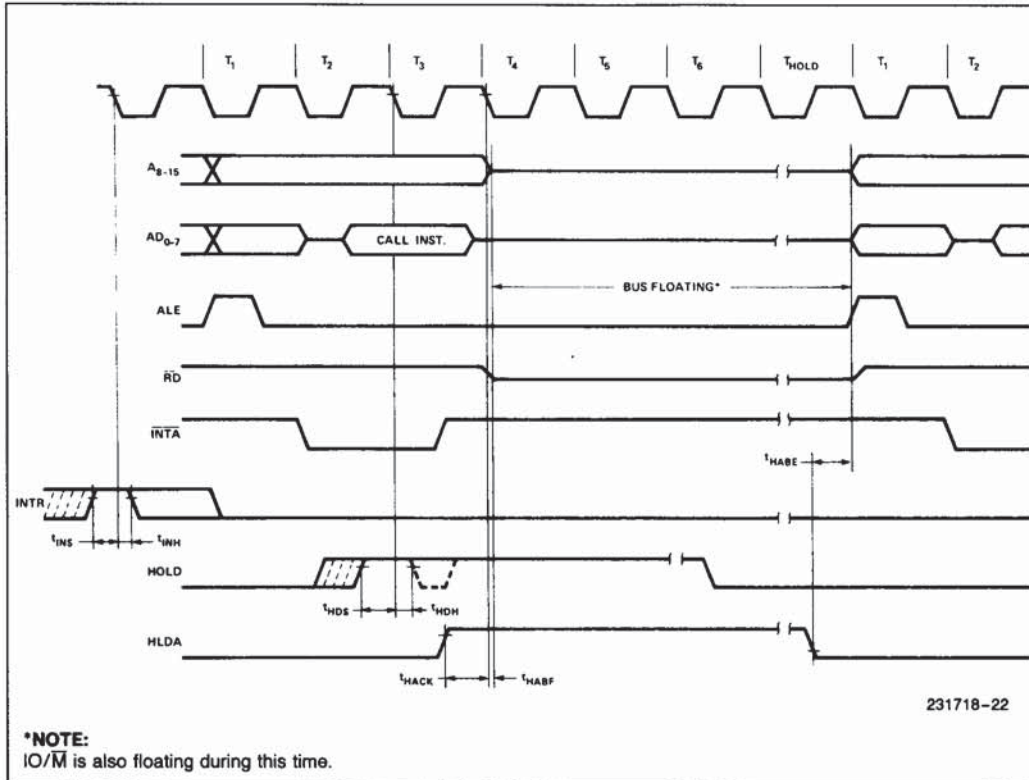 T1 T2 T3 T4 T5 T6 THOLD T1 T2
A8-15
AD0-7
CALL INST.
BUS FLOATING*
ALE
R̅D̅
I̅N̅T̅A̅
tHABE
INTR
tINS tINH
HOLD
tHDS tHDH
HLDA
tHACK tHABF
231718-22
*NOTE:
IO/M̅ is also floating during this time.